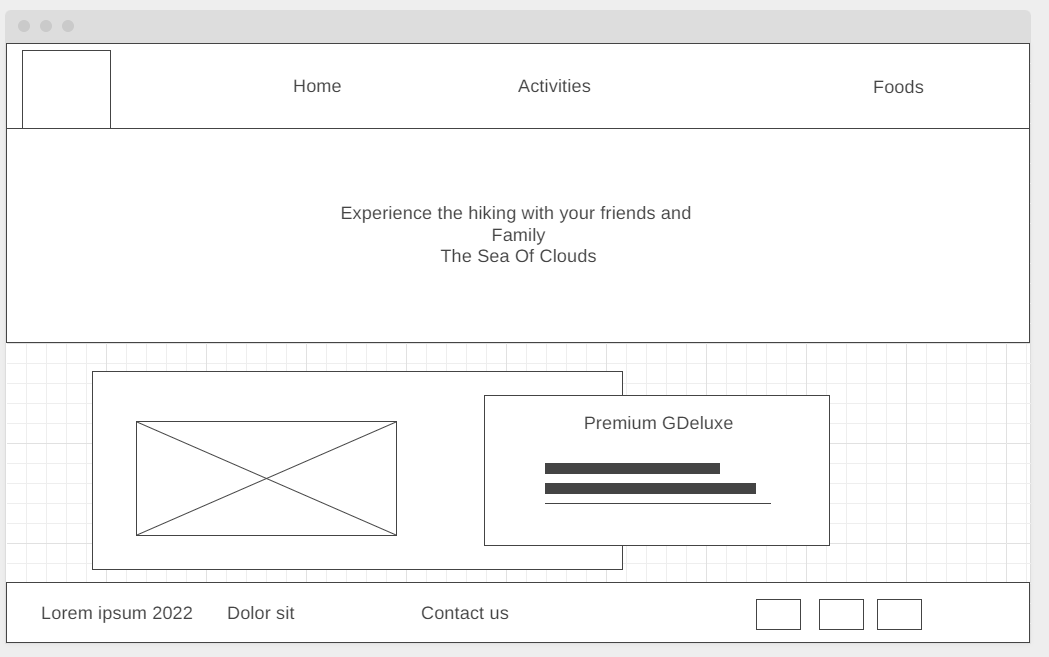 Home
Activities
Foods
Experience the hiking with your friends and
Family
The Sea Of Clouds
Premium GDeluxe
Lorem ipsum 2022
Dolor sit
Contact us